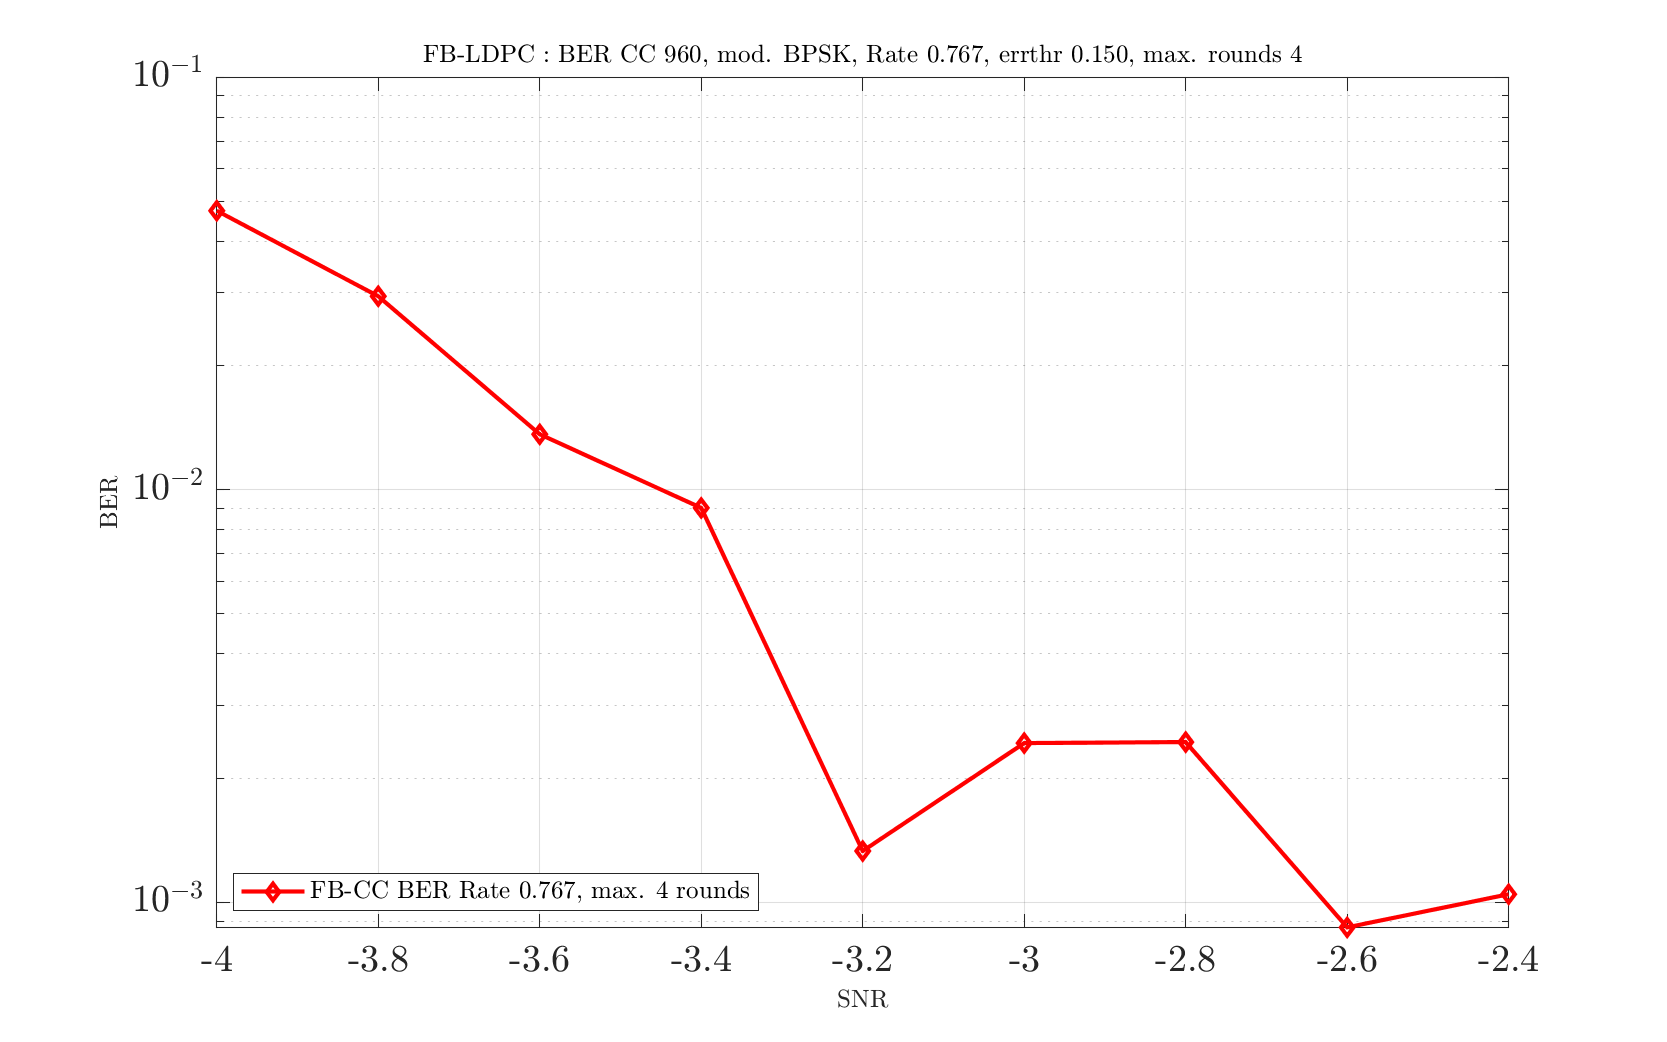 FB-LDPC : BER CC 960, mod. BPSK, Rate 0.767, errthr 0.150, max. rounds 4
10⁻¹
10⁻²
BER
10⁻³
FB-CC BER Rate 0.767, max. 4 rounds
-4 -3.8 -3.6 -3.4 -3.2 -3 -2.8 -2.6 -2.4
SNR